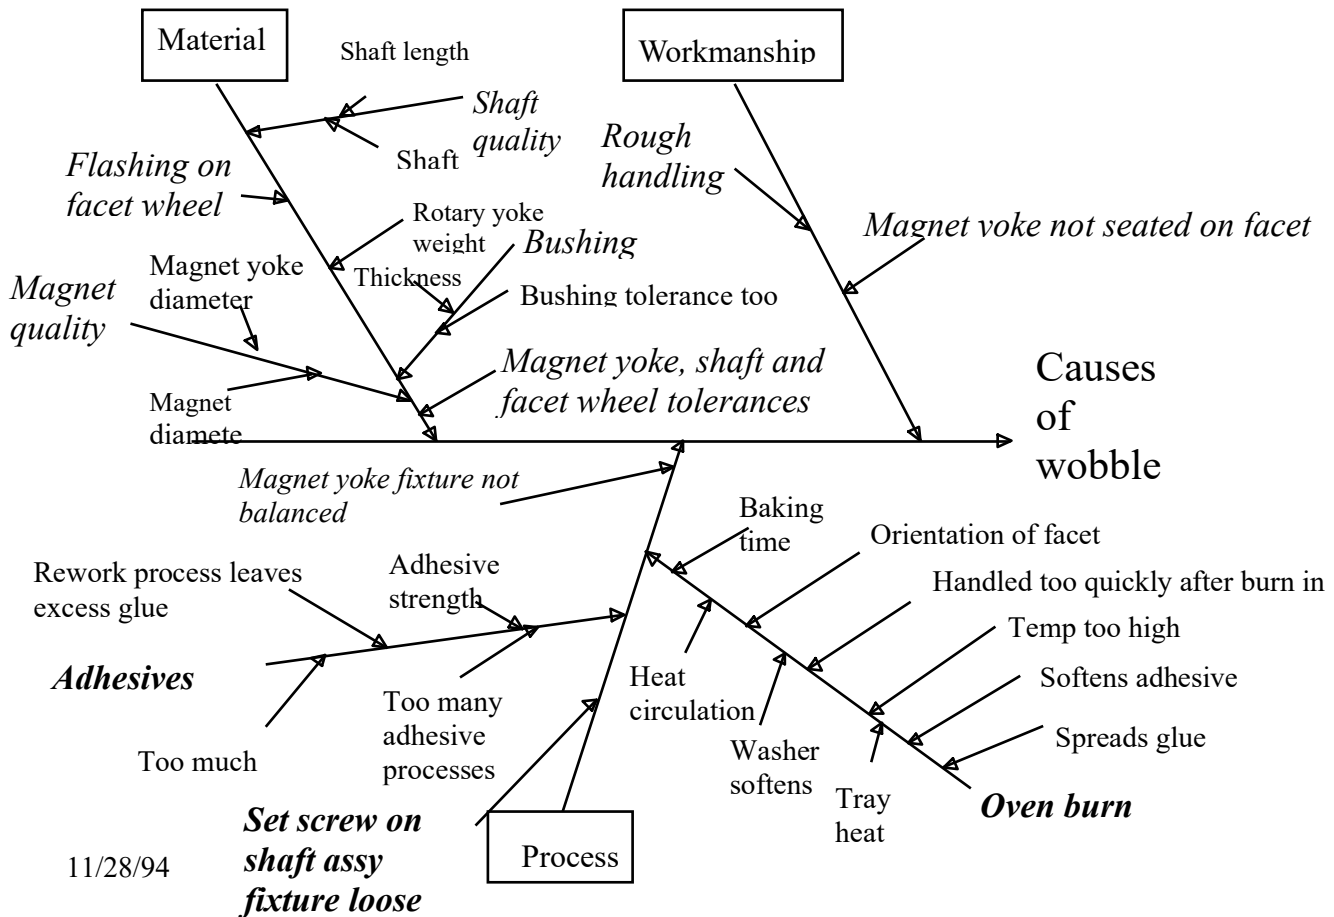 Material
Shaft length
Workmanship
Shaft
quality
Shaft
Rough
handling
Flashing on
facet wheel
Rotary yoke
weight
Magnet yoke not seated on facet
Bushing
Magnet yoke
diameter
Thickness
Magnet
quality
Bushing tolerance too
Magnet yoke, shaft and
facet wheel tolerances
Causes
of
wobble
Magnet
diamete
Magnet yoke fixture not
balanced
Baking
time
Orientation of facet
Adhesive
strength
Rework process leaves
excess glue
Handled too quickly after burn in
Temp too high
Adhesives
Heat
circulation
Softens adhesive
Too many
adhesive
processes
Too much
Washer
softens
Spreads glue
Tray
heat
Oven burn
Set screw on
shaft assy
fixture loose
Process
11/28/94